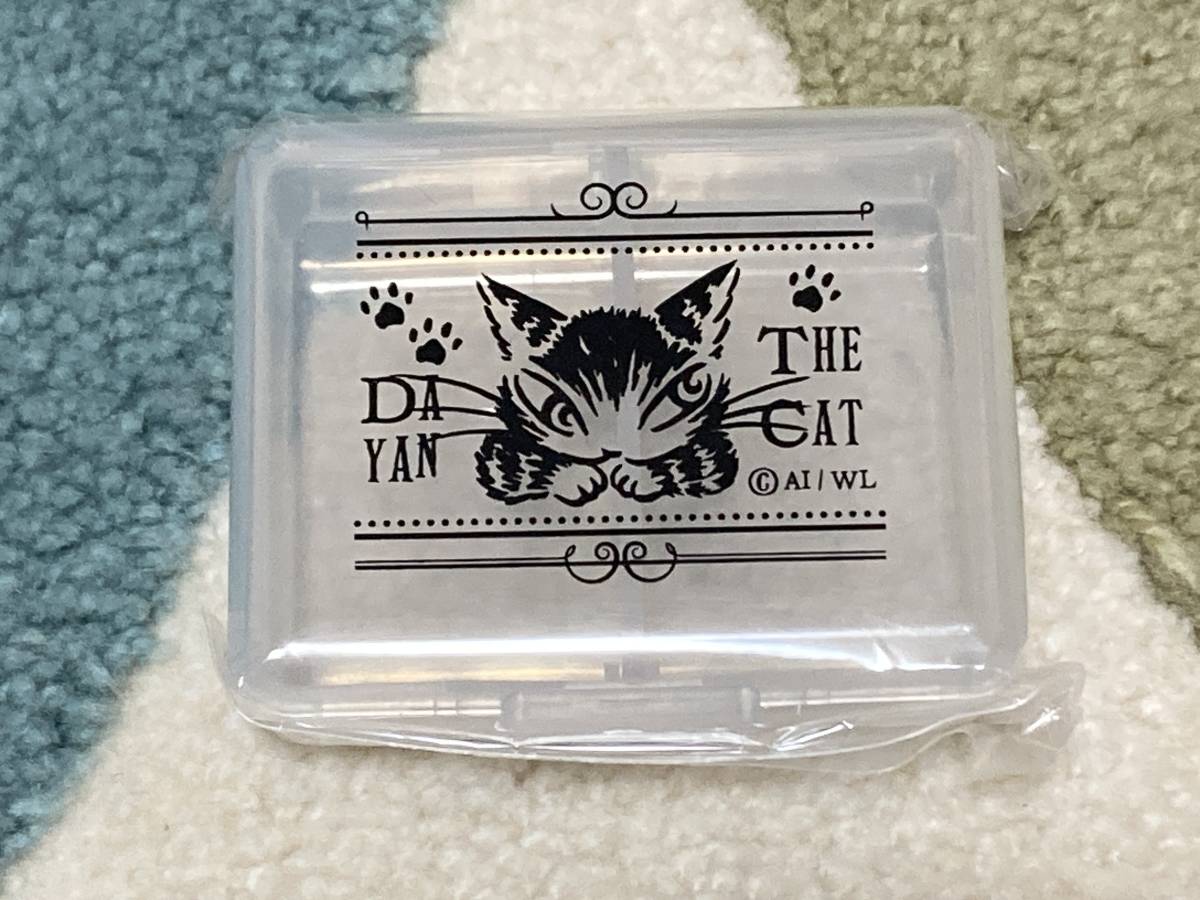 DA
YAN
THE
CAT
© AI / WL